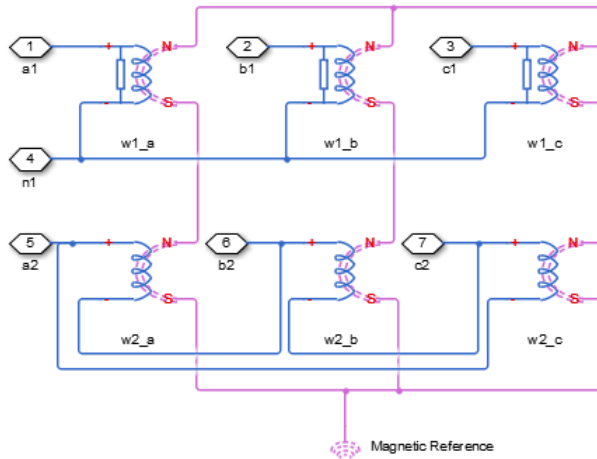 1
+
N
2
+
N
3
+
N
a1
b1
c1
-
S
-
S
-
S
w1_a
w1_b
w1_c
4
n1
5
+
N
6
+
N
7
+
N
a2
b2
c2
-
S
-
S
-
S
w2_a
w2_b
w2_c
Magnetic Reference